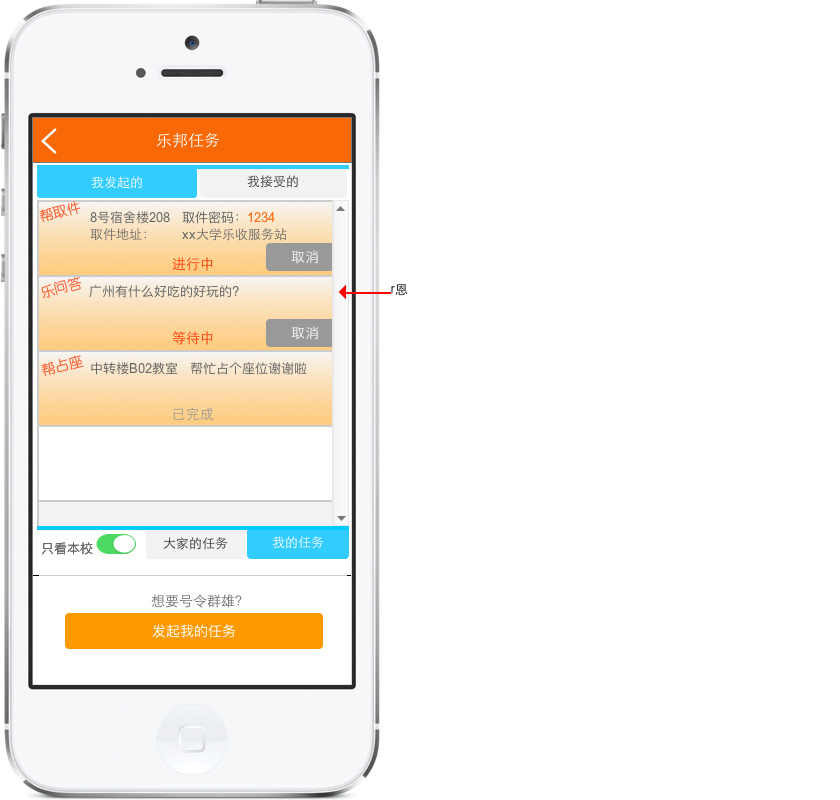 乐邦任务
我发起的 我接受的
帮取件 8号宿舍楼208 取件密码：1234
取件地址： xx大学乐收服务站
进行中 取消
乐问答 广州有什么好吃的好玩的?
等待中 取消
帮占座 中转楼B02教室 帮忙占个座位谢谢啦
已完成
r恩
只看本校 大家的任务 我的任务
想要号令群雄?
发起我的任务